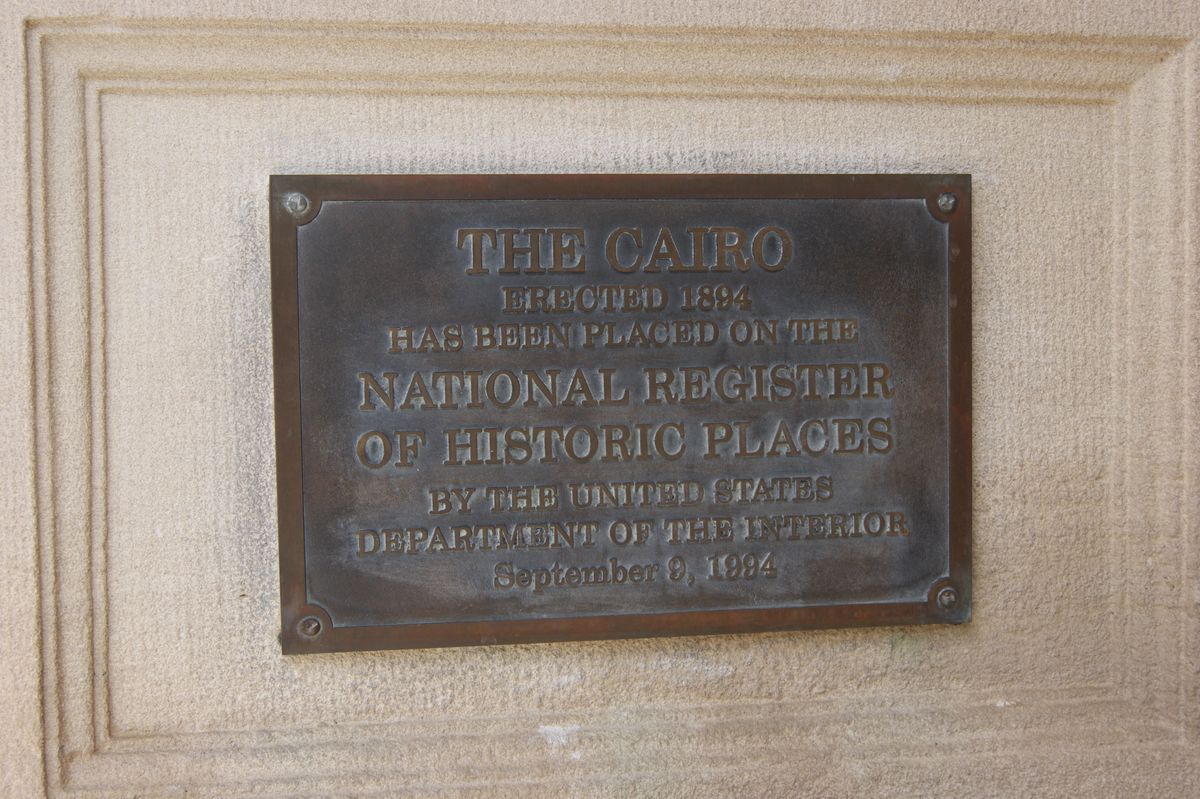 THE CAIRO
ERECTED 1894
HAS BEEN PLACED ON THE
NATIONAL REGISTER
OF HISTORIC PLACES
BY THE UNITED STATES
DEPARTMENT OF THE INTERIOR
September 9, 1994